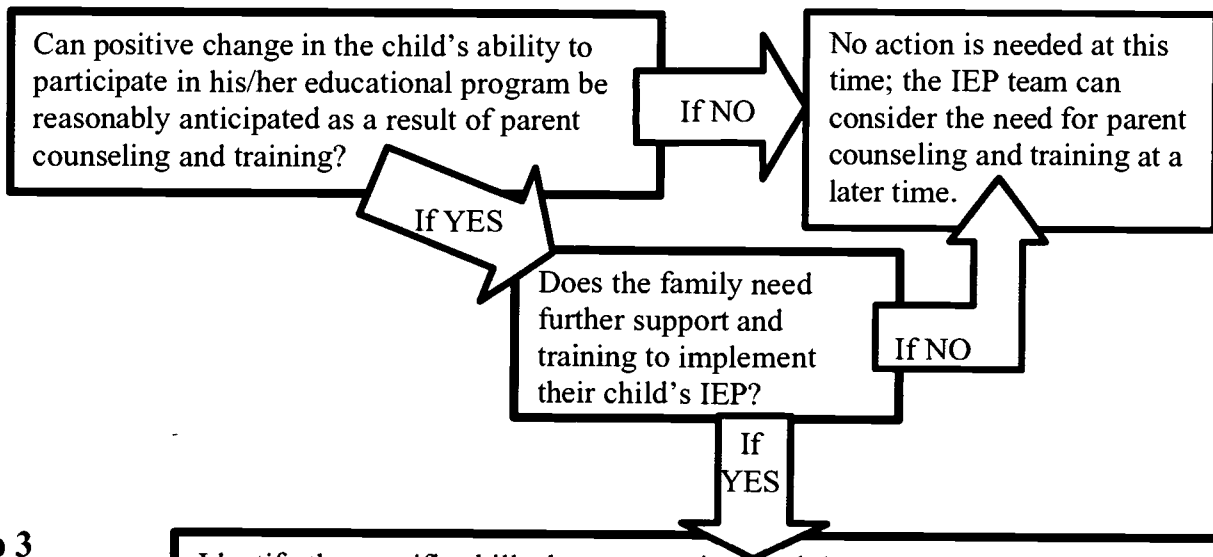 Can positive change in the child's ability to
participate in his/her educational program be
reasonably anticipated as a result of parent
counseling and training?
If NO
No action is needed at this
time; the IEP team can
consider the need for parent
counseling and training at a
later time.
If YES
Does the family need
further support and
training to implement
their child's IEP?
If NO
If
YES
3